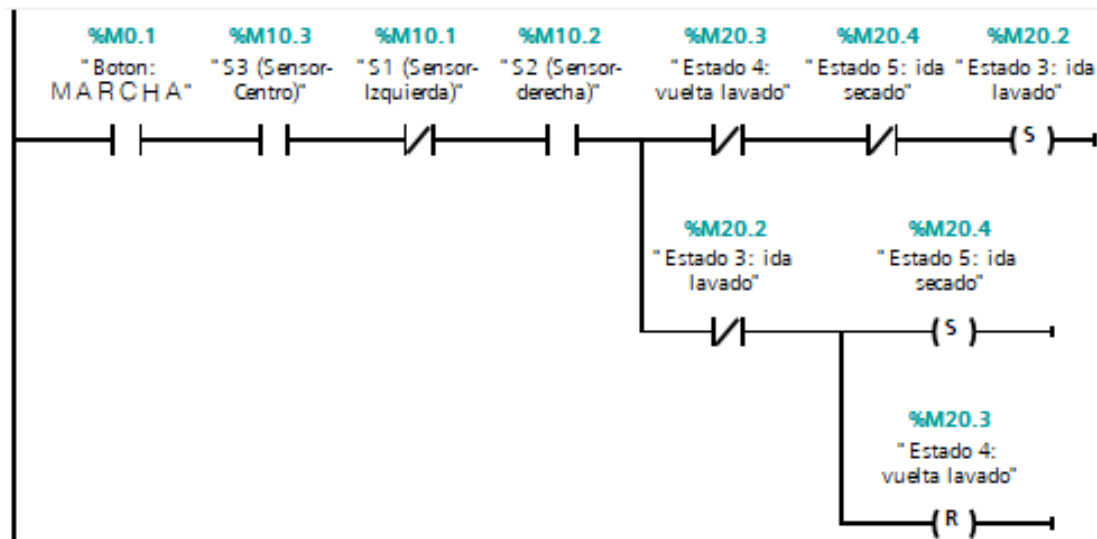 %M0.1 %M10.3 %M10.1 %M10.2 %M20.3 %M20.4 %M20.2
"Boton: "S3 (Sensor- "S1 (Sensor- "S2 (Sensor- "Estado 4: "Estado 5: ida "Estado 3: ida
MARCHA" Centro)" Izquierda)" derecha)" vuelta lavado" secado" lavado"
S
%M20.2 %M20.4
"Estado 3: ida "Estado 5: ida
lavado" secado"
S
%M20.3
"Estado 4:
vuelta lavado"
R